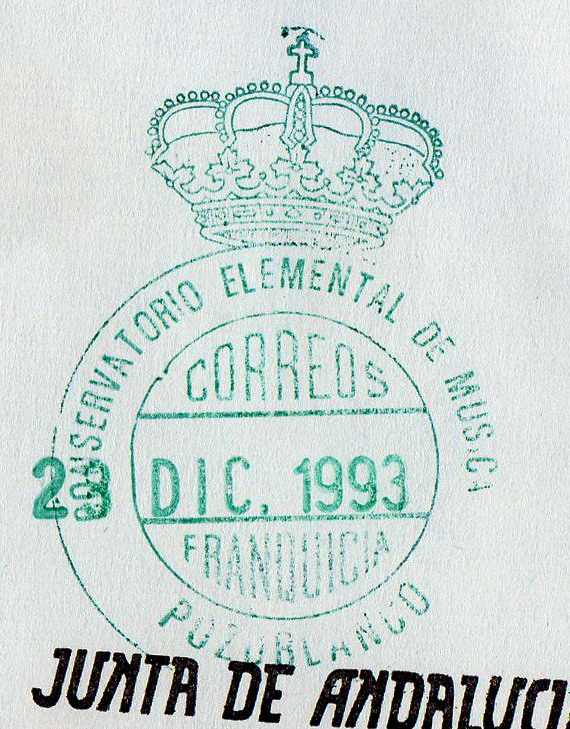 CONSERVATORIO ELEMENTAL DE MUSICA
CORREOS
23 DIC. 1993
FRANQUICIA
POZOBLANCO
JUNTA DE ANDALUCI